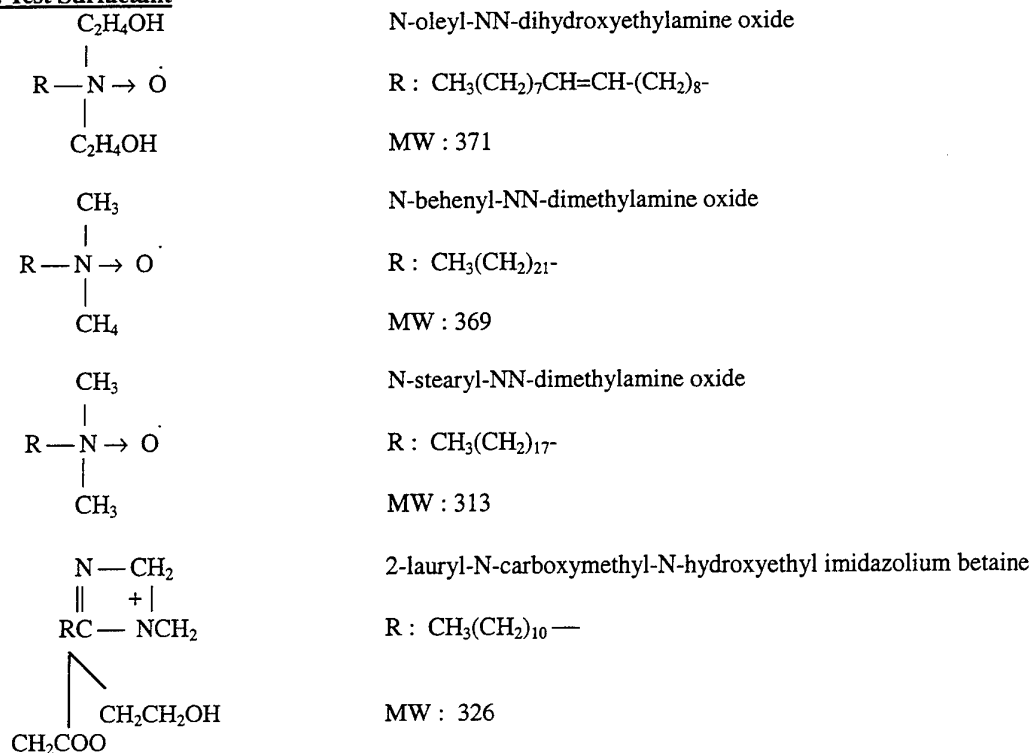 Test Surfactant
C₂H₄OH N-oleyl-NN-dihydroxyethylamine oxide
R — N → O R : CH₃(CH₂)₇CH=CH-(CH₂)₈-
C₂H₄OH MW : 371
CH₃ N-behenyl-NN-dimethylamine oxide
R — N → O R : CH₃(CH₂)₂₁-
CH₄ MW : 369
CH₃ N-stearyl-NN-dimethylamine oxide
R — N → O R : CH₃(CH₂)₁₇-
CH₃ MW : 313
N — CH₂ 2-lauryl-N-carboxymethyl-N-hydroxyethyl imidazolium betaine
|| + |
RC — NCH₂ R : CH₃(CH₂)₁₀ —
CH₂CH₂OH MW : 326
CH₂COO